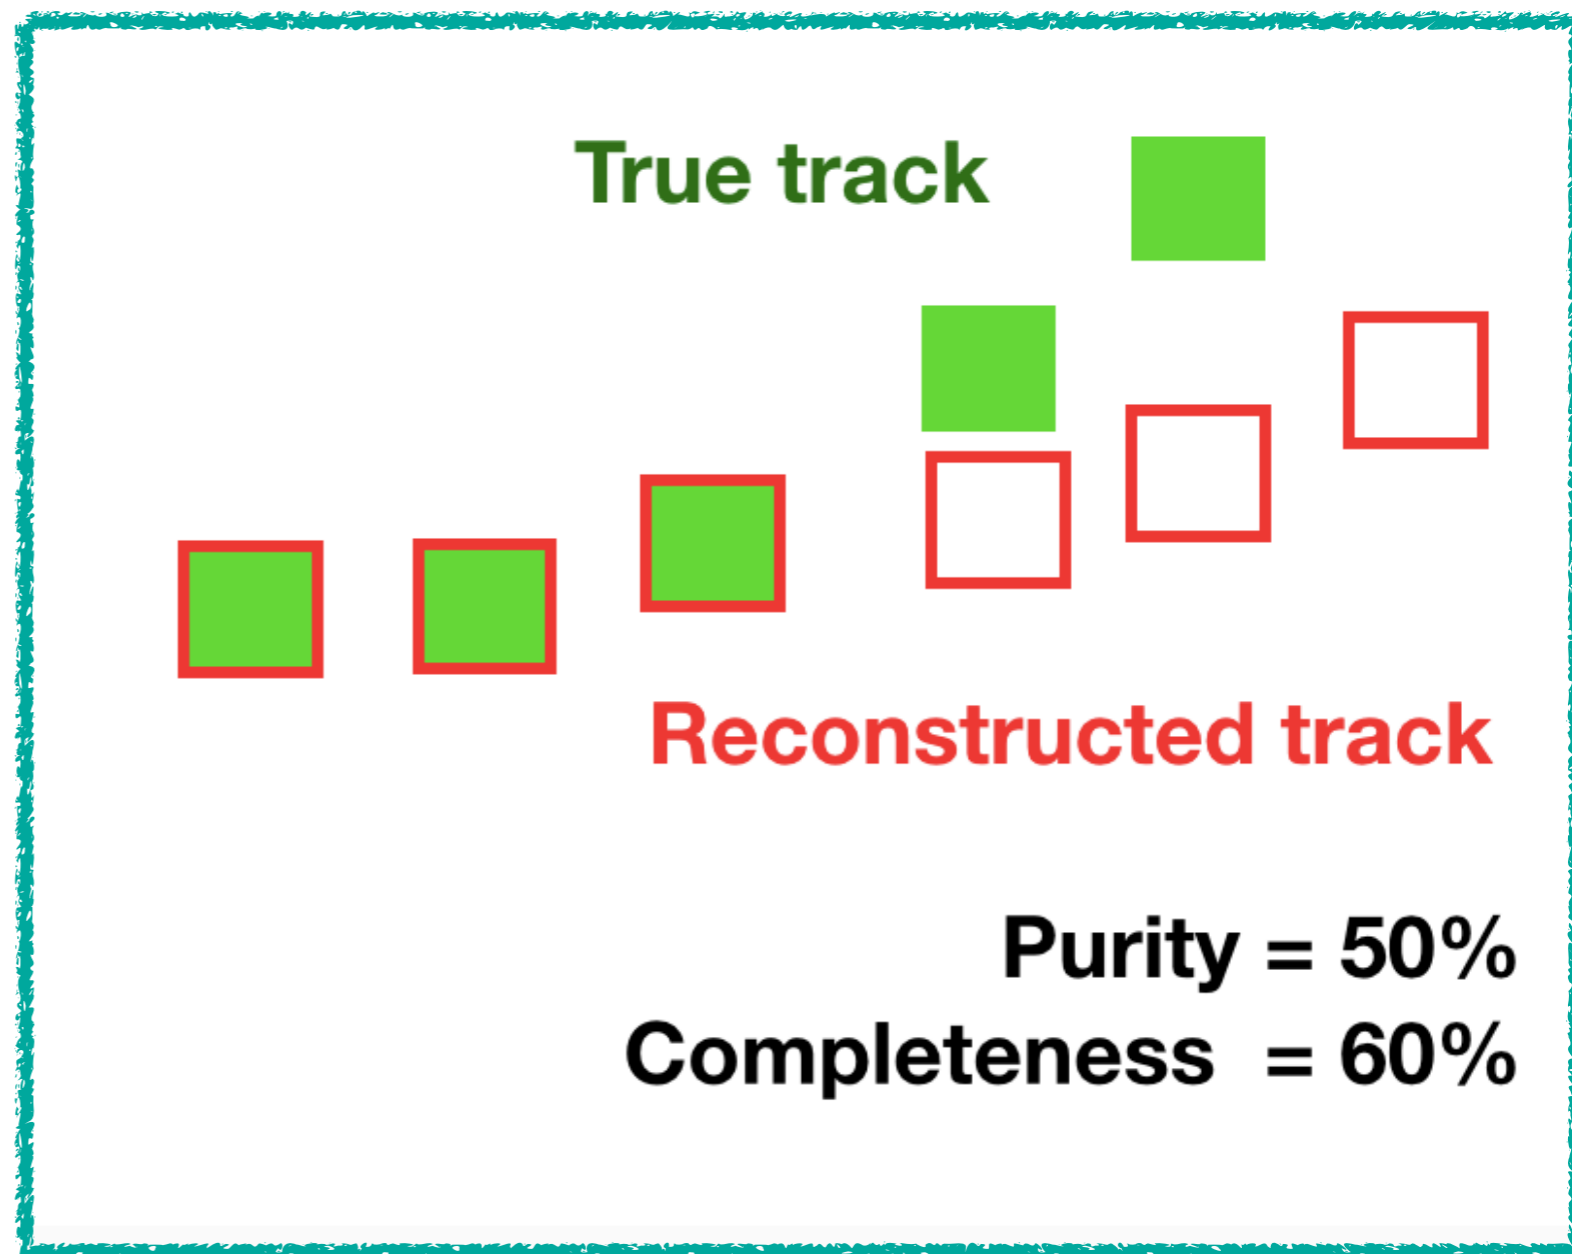 True track
Reconstructed track
Purity = 50%
Completeness = 60%